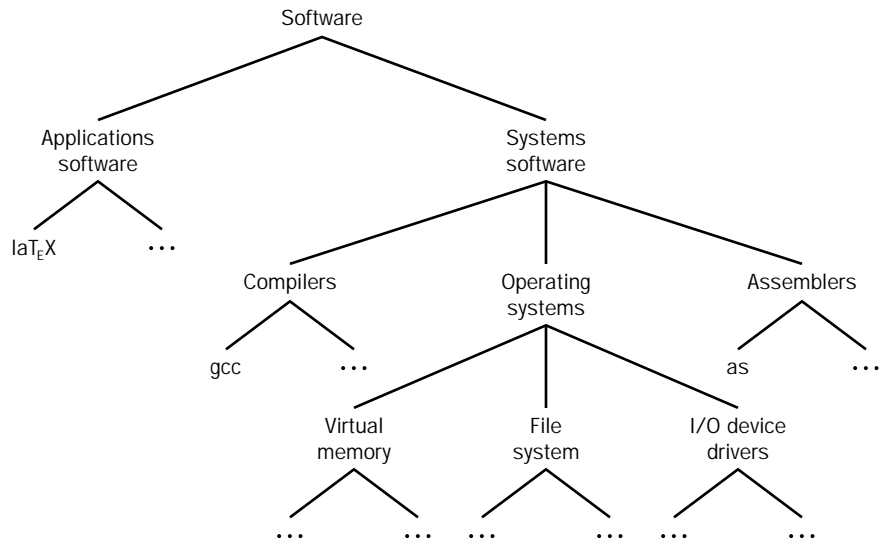 Software
Applications
software
Systems
software
laTEX
...
Compilers
Operating
systems
Assemblers
gcc
...
as
...
Virtual
memory
File
system
I/O device
drivers
...
...
...
...
...
...